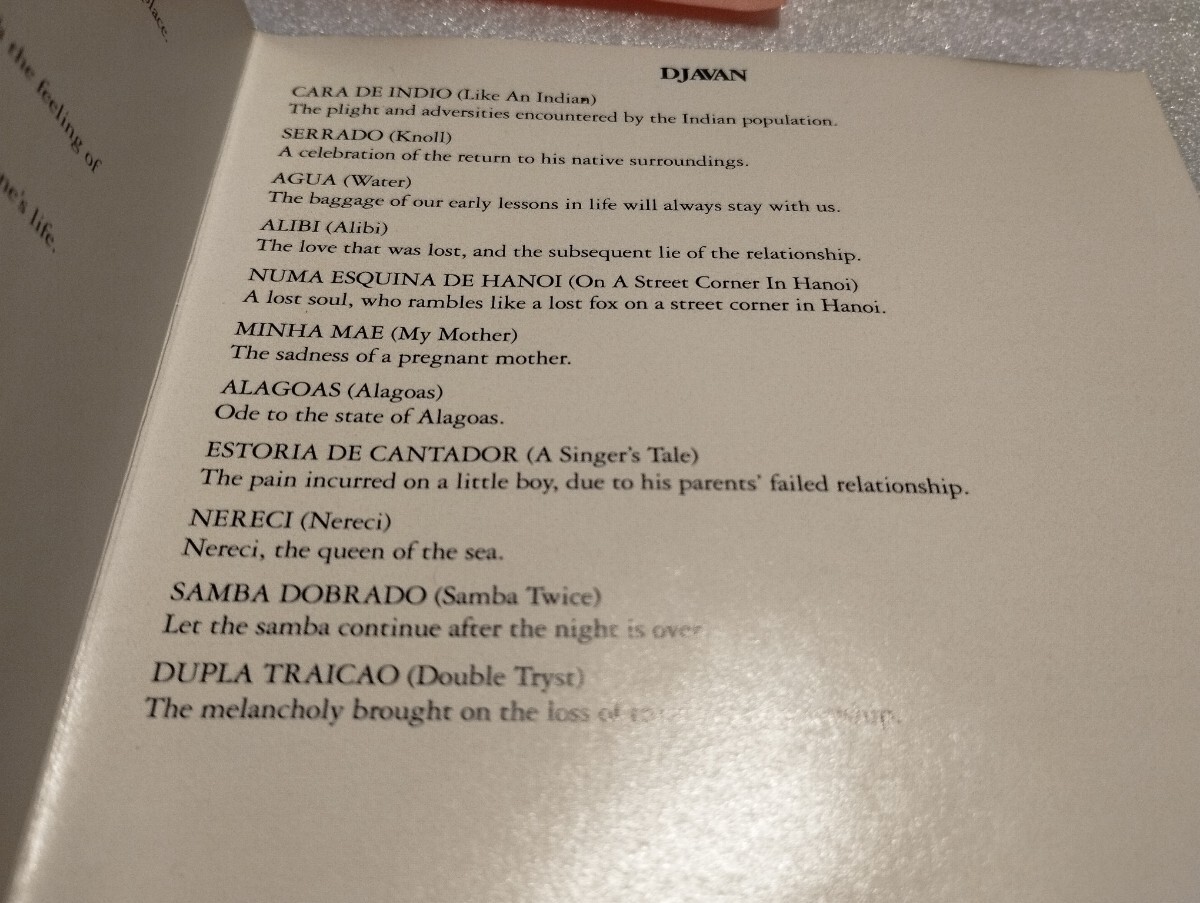 place.
the feeling of
ne's life.
DJAVAN
CARA DE INDIO (Like An Indian)
The plight and adversities encountered by the Indian population.
SERRADO (Knoll)
A celebration of the return to his native surroundings.
AGUA (Water)
The baggage of our early lessons in life will always stay with us.
ALIBI (Alibi)
The love that was lost, and the subsequent lie of the relationship.
NUMA ESQUINA DE HANOI (On A Street Corner In Hanoi)
A lost soul, who rambles like a lost fox on a street corner in Hanoi.
MINHA MAE (My Mother)
The sadness of a pregnant mother.
ALAGOAS (Alagoas)
Ode to the state of Alagoas.
ESTORIA DE CANTADOR (A Singer's Tale)
The pain incurred on a little boy, due to his parents' failed relationship.
NERECI (Nereci)
Nereci, the queen of the sea.
SAMBA DOBRADO (Samba Twice)
Let the samba continue after the night is over
DUPLA TRAICAO (Double Tryst)
The melancholy brought on the loss of